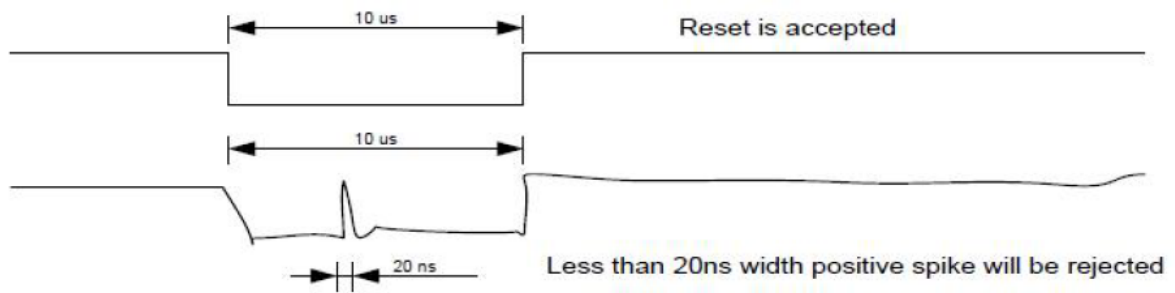 10 us
Reset is accepted
10 us
20 ns
Less than 20ns width positive spike will be rejected